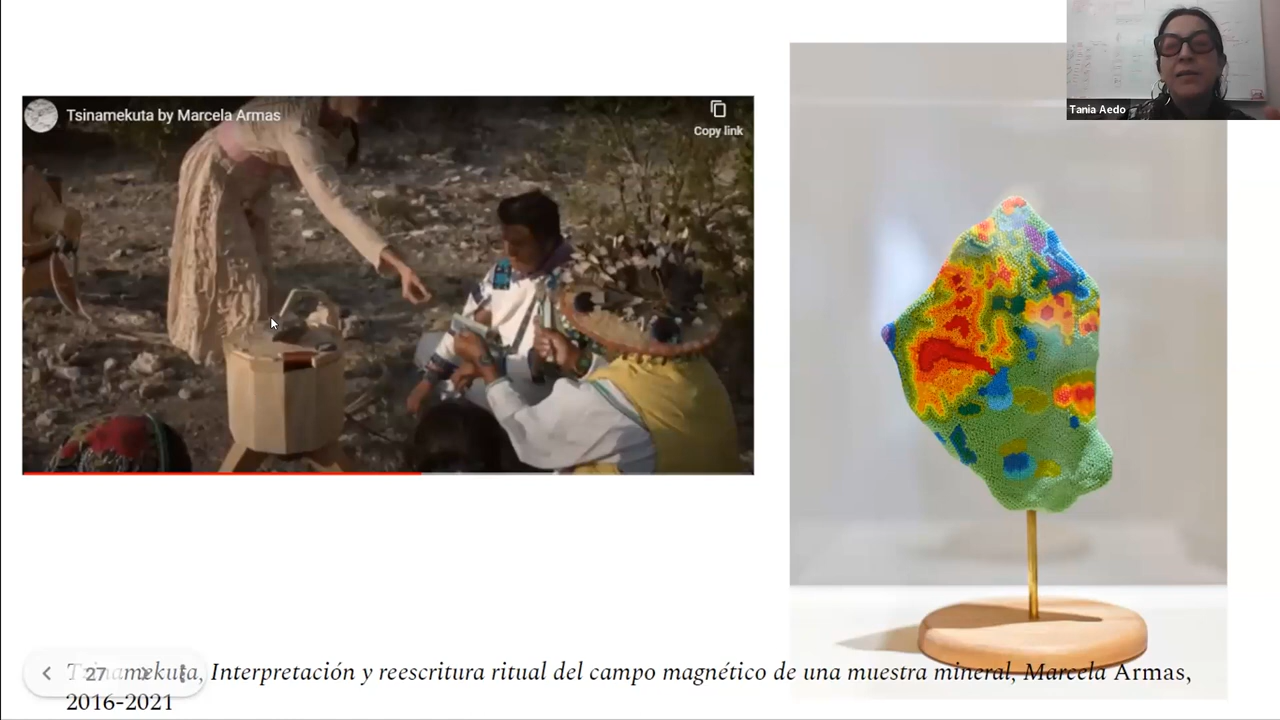 Tsinamekuta by Marcela Armas
Copy link
Tania Aedo
27
Tsinamekuta, Interpretación y reescritura ritual del campo magnético de una muestra mineral, Marcela Armas,
2016-2021